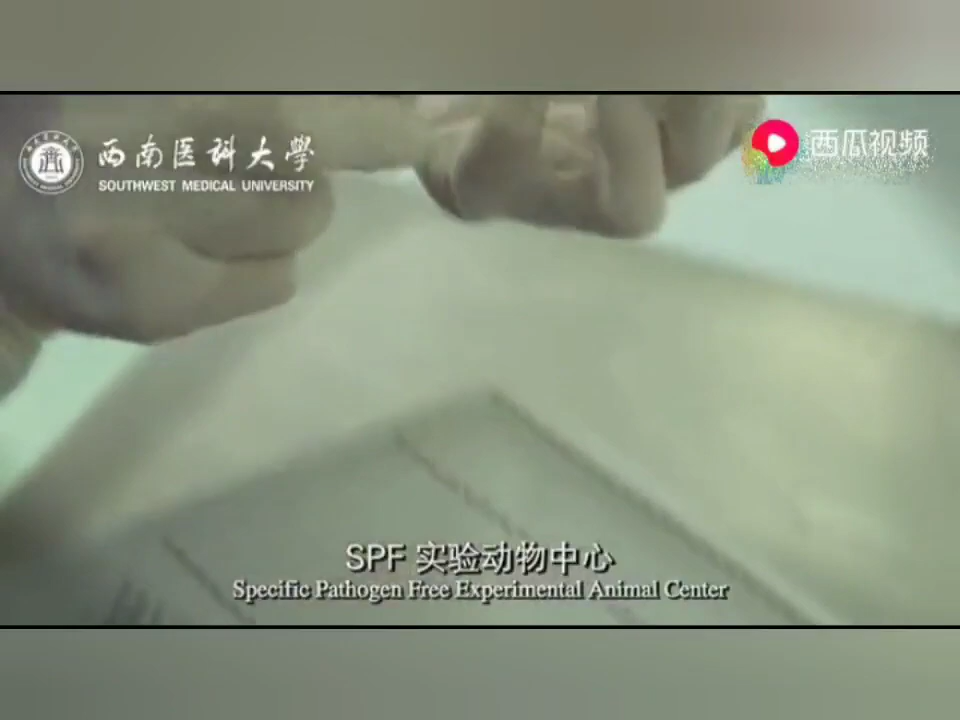 西南医科大学
SOUTHWEST MEDICAL UNIVERSITY
西瓜视频
SPF 实验动物中心
Specific Pathogen Free Experimental Animal Center